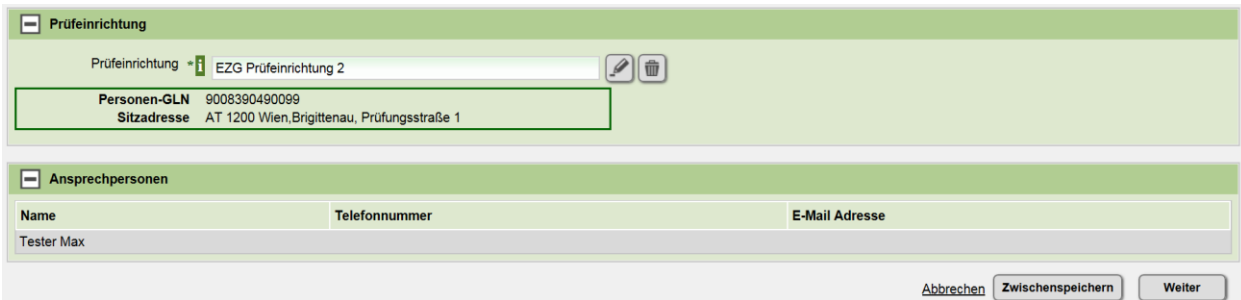 Prüfeinrichtung
Prüfeinrichtung * i EZG Prüfeinrichtung 2
Personen-GLN 9008390490099
Sitzadresse AT 1200 Wien,Brigittenau, Prüfungsstraße 1
Ansprechpersonen
Name Telefonnummer E-Mail Adresse
Tester Max
Abbrechen Zwischenspeichern Weiter